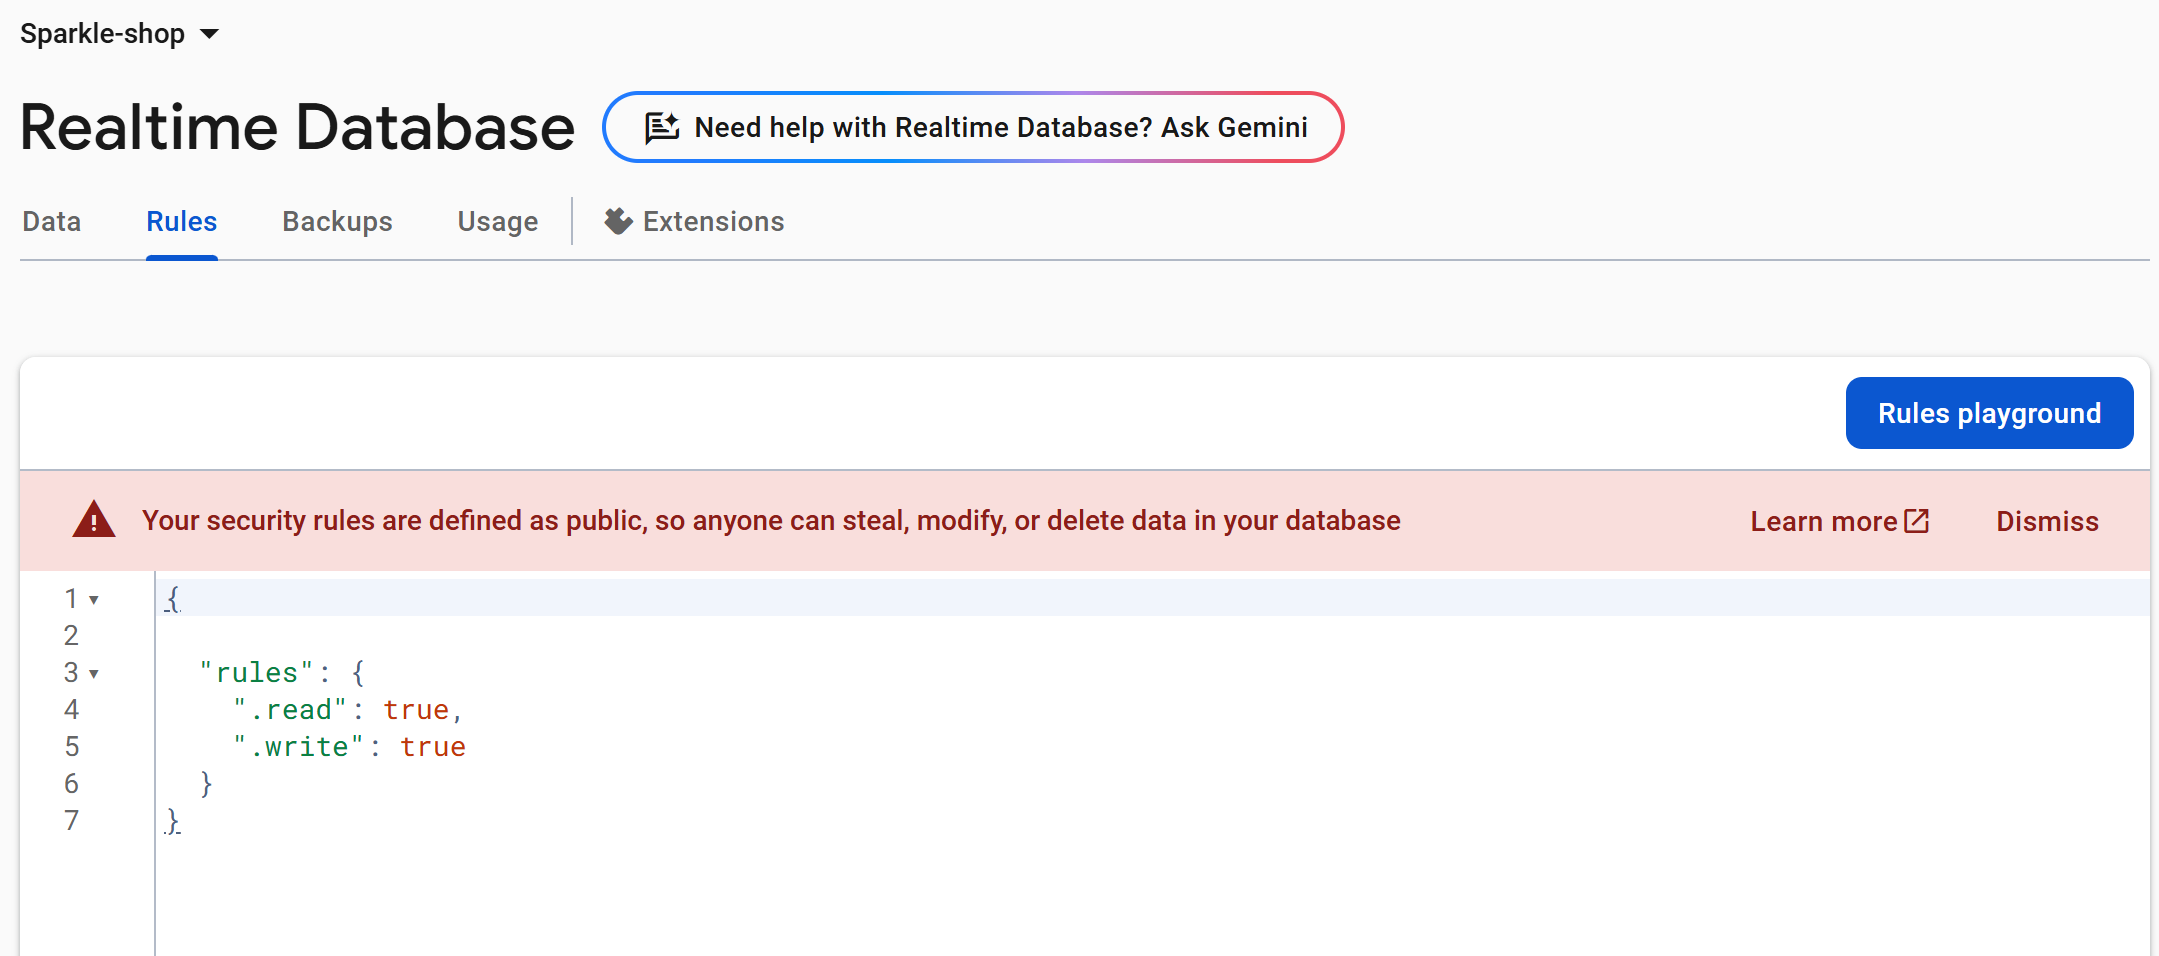 Sparkle-shop
Realtime Database
Need help with Realtime Database? Ask Gemini
Data Rules Backups Usage Extensions
Rules playground
Your security rules are defined as public, so anyone can steal, modify, or delete data in your database Learn more Dismiss
1 {
2
3 "rules": {
4 ".read": true,
5 ".write": true
6 }
7 }